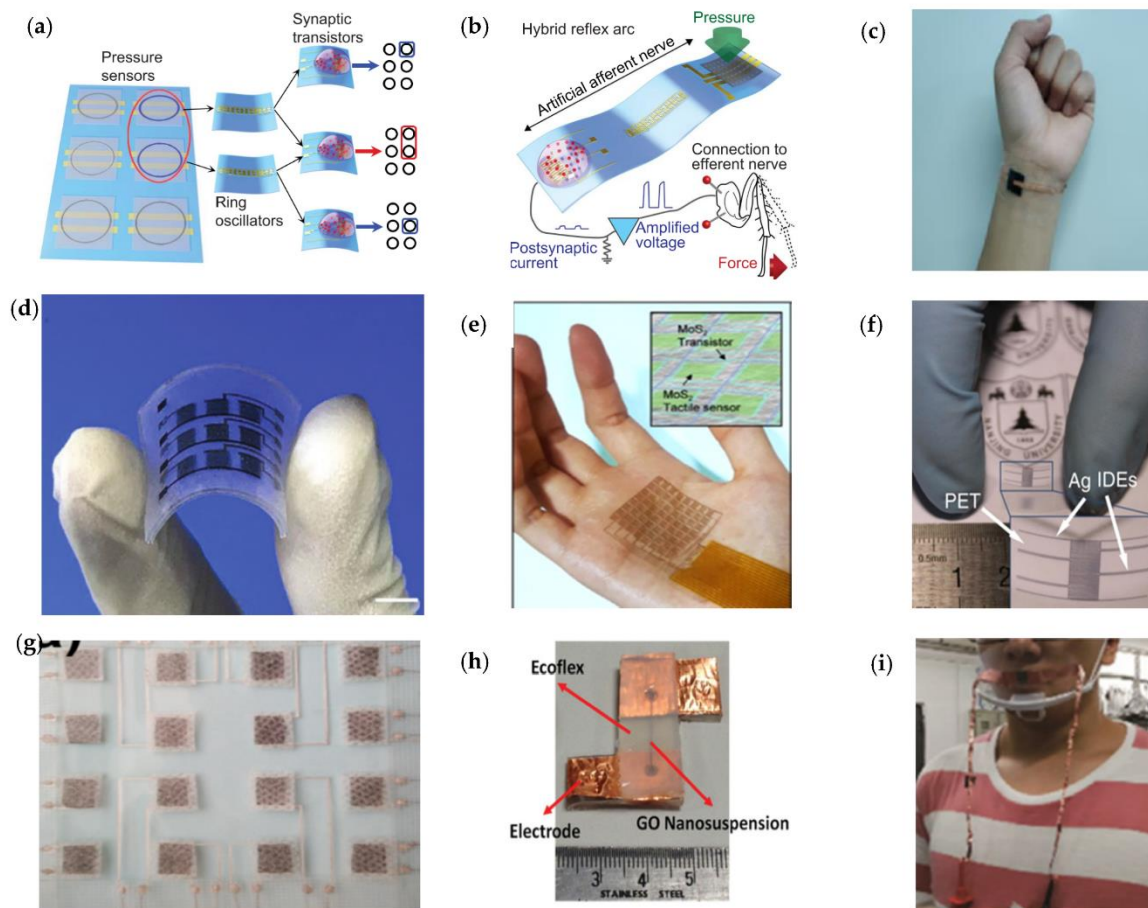 (a)
Pressure
sensors
Synaptic
transistors
Ring
oscillators
(b)
Hybrid reflex arc
Pressure
Artificial afferent nerve
Connection to
efferent nerve
Postsynaptic
current
Amplified
voltage
Force
(c)
(d)
(e)
MoS2
Transistor
MoS2
Tactile sensor
(f)
NANJING UNIVERSITY
PET
Ag IDEs
0.5mm
1 2
(g)
(h)
Ecoflex
Electrode
GO Nanosuspension
3 4 5
STAINLESS STEEL
(i)